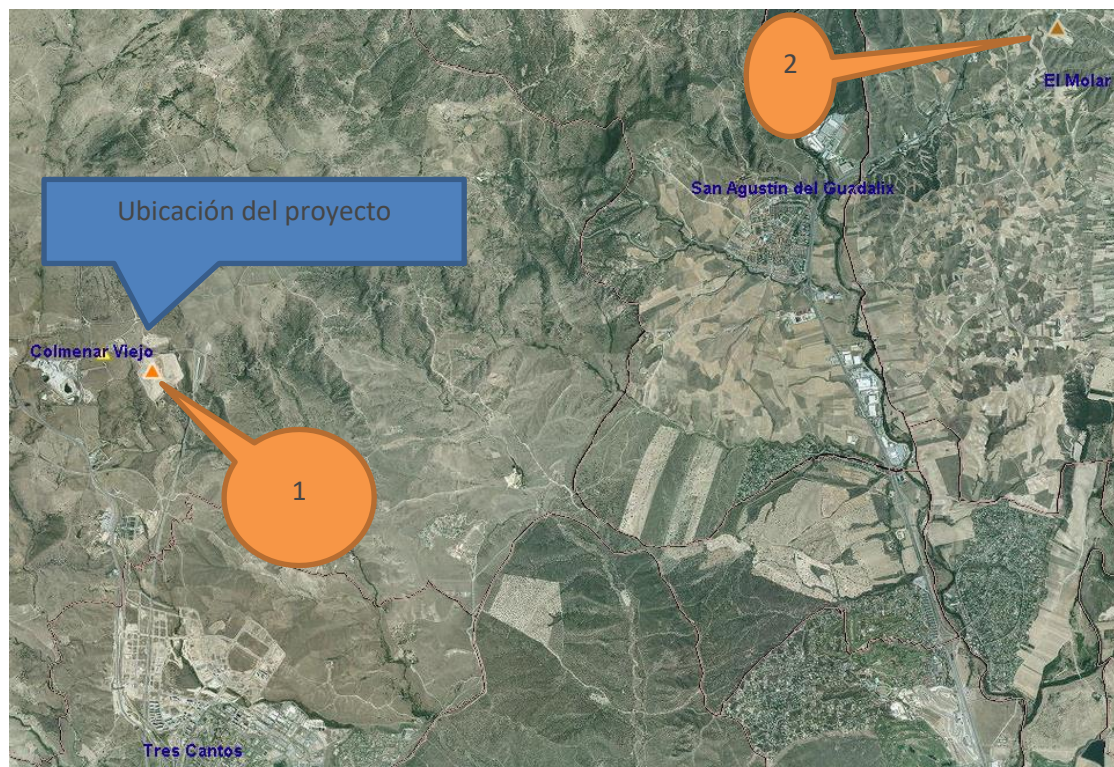 2
El Molar
San Agustín del Guadalix
Ubicación del proyecto
Colmenar Viejo
1
Tres Cantos